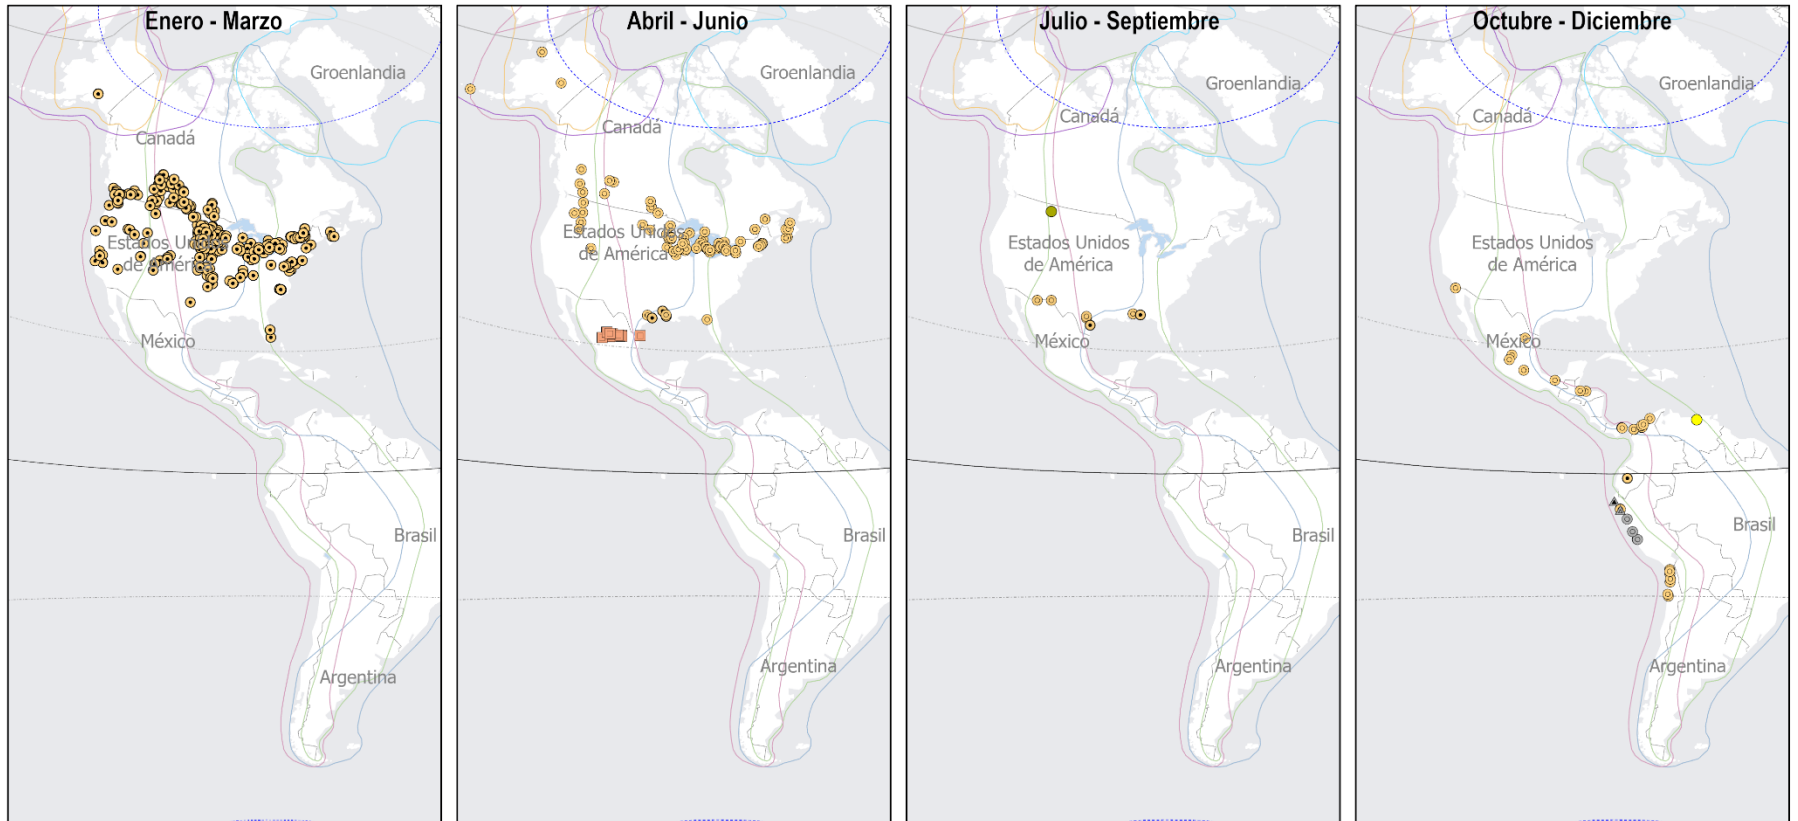 Enero - Marzo
Groenlandia
Canadá
Estados Unidos
de América
México
Brasil
Argentina
Abril - Junio
Groenlandia
Canadá
Estados Unidos
de América
Brasil
Argentina
Julio - Septiembre
Groenlandia
Canadá
Estados Unidos
de América
México
Brasil
Argentina
Octubre - Diciembre
Groenlandia
Canadá
Estados Unidos
de América
México
Brasil
Argentina